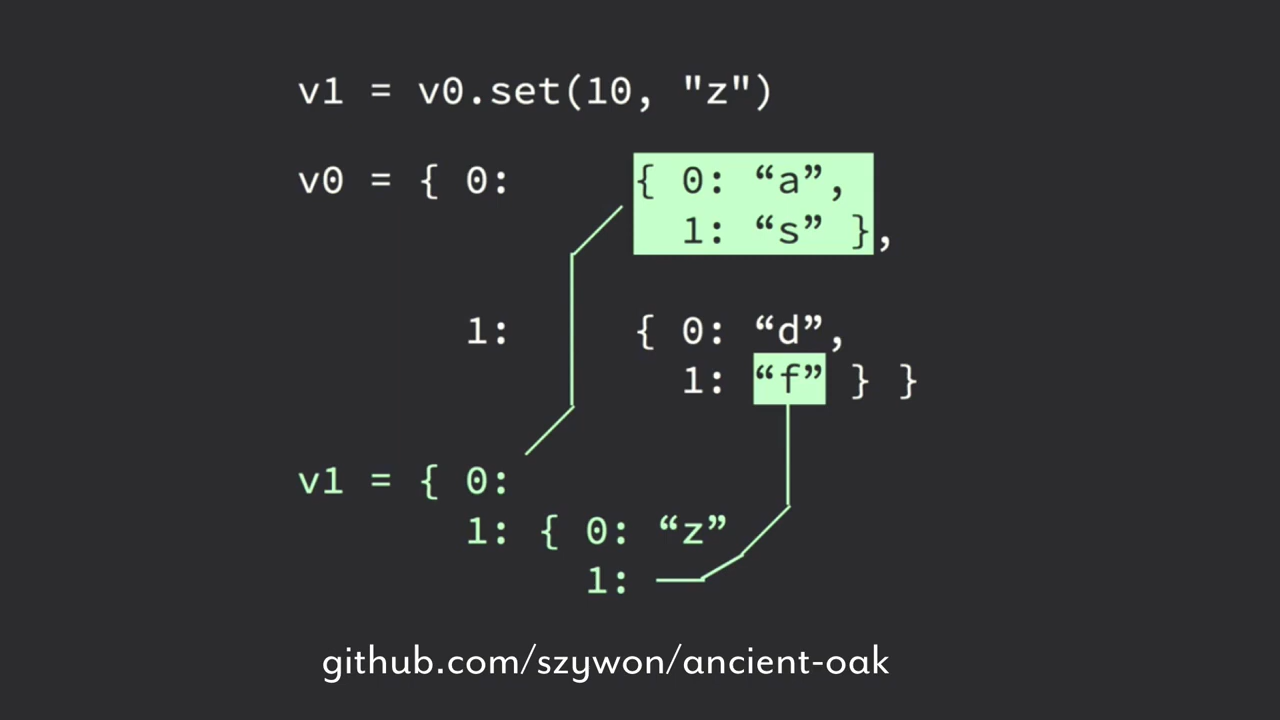 v1 = v0.set(10, "z")
v0 = { 0: { 0: “a”,
1: “s” },
1: { 0: “d”,
1: “f” } }
v1 = { 0:
1: { 0: “z”
1:
github.com/szywon/ancient-oak